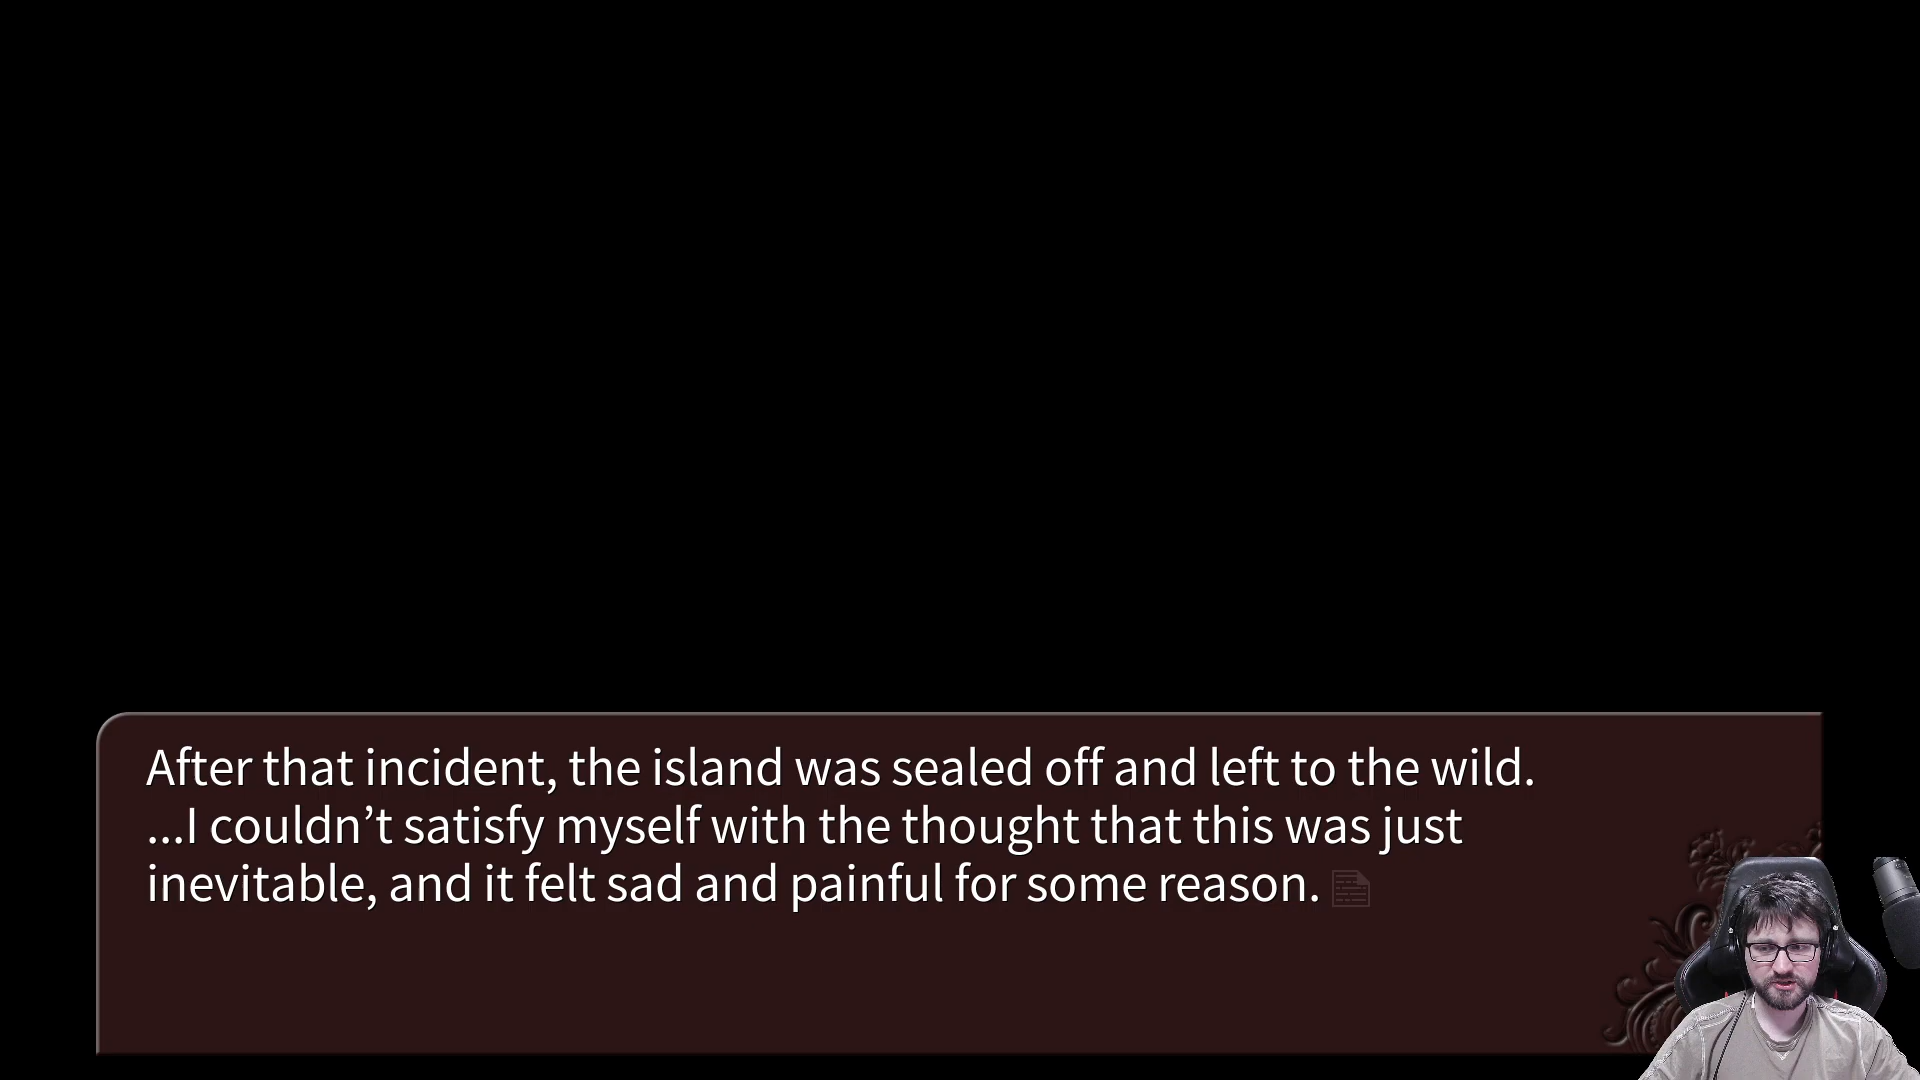 After that incident, the island was sealed off and left to the wild.
...I couldn’t satisfy myself with the thought that this was just
inevitable, and it felt sad and painful for some reason.